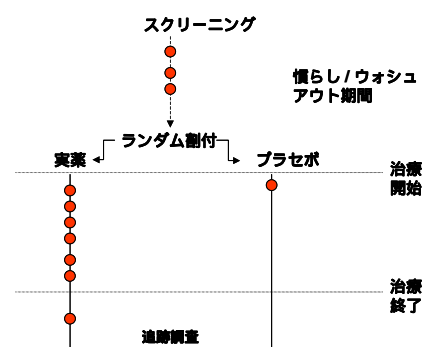 スクリーニング
慣らし / ウォシュ
アウト期間
ランダム割付
実薬
プラセボ
治療
開始
治療
終了
追跡調査